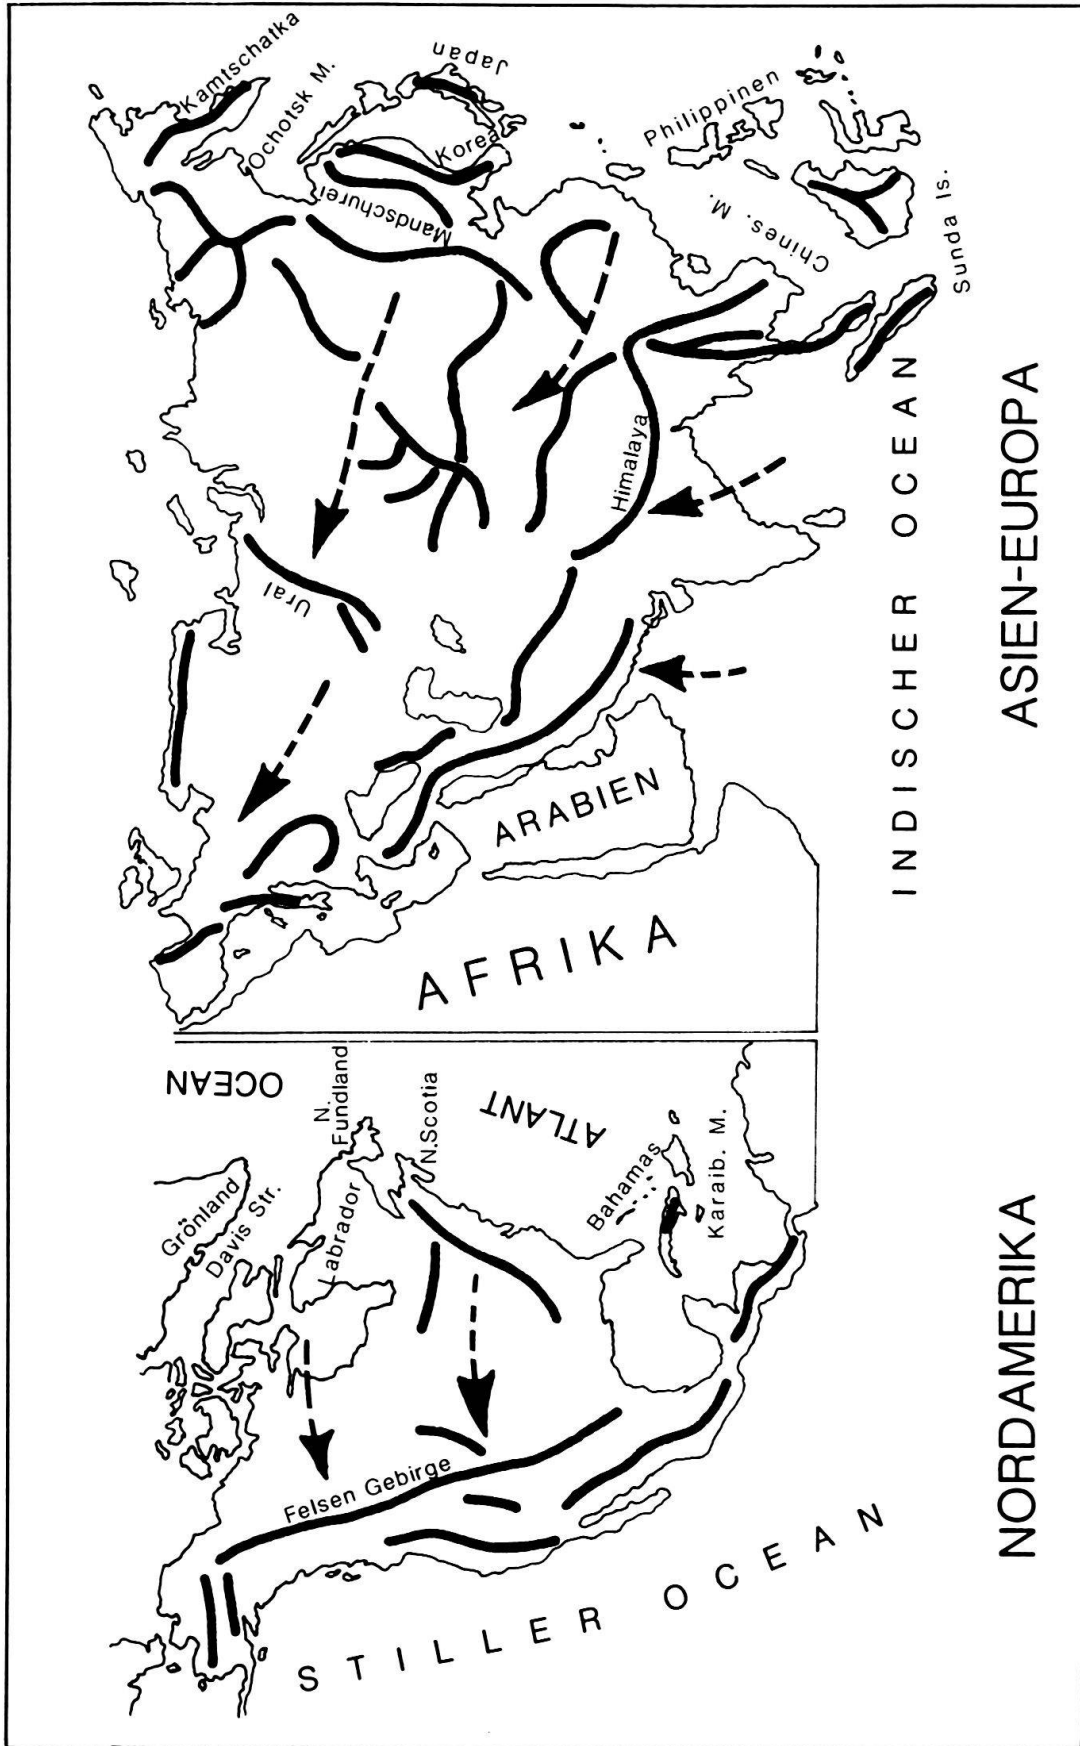 Kamtschatka
Ochotsk M.
Japan
Korea
Mandschurei
Philippinen
Chines. M.
Sunda Is.
Himalaya
Ural
ARABIEN
AFRIKA
INDISCHER OCEAN
ASIEN-EUROPA
OCEAN
ATLANT
N.
Fundland
N.Scotia
Grönland
Davis Str.
Labrador
Bahamas
Karaib. M.
Felsen Gebirge
STILLER OCEAN
NORDAMERIKA